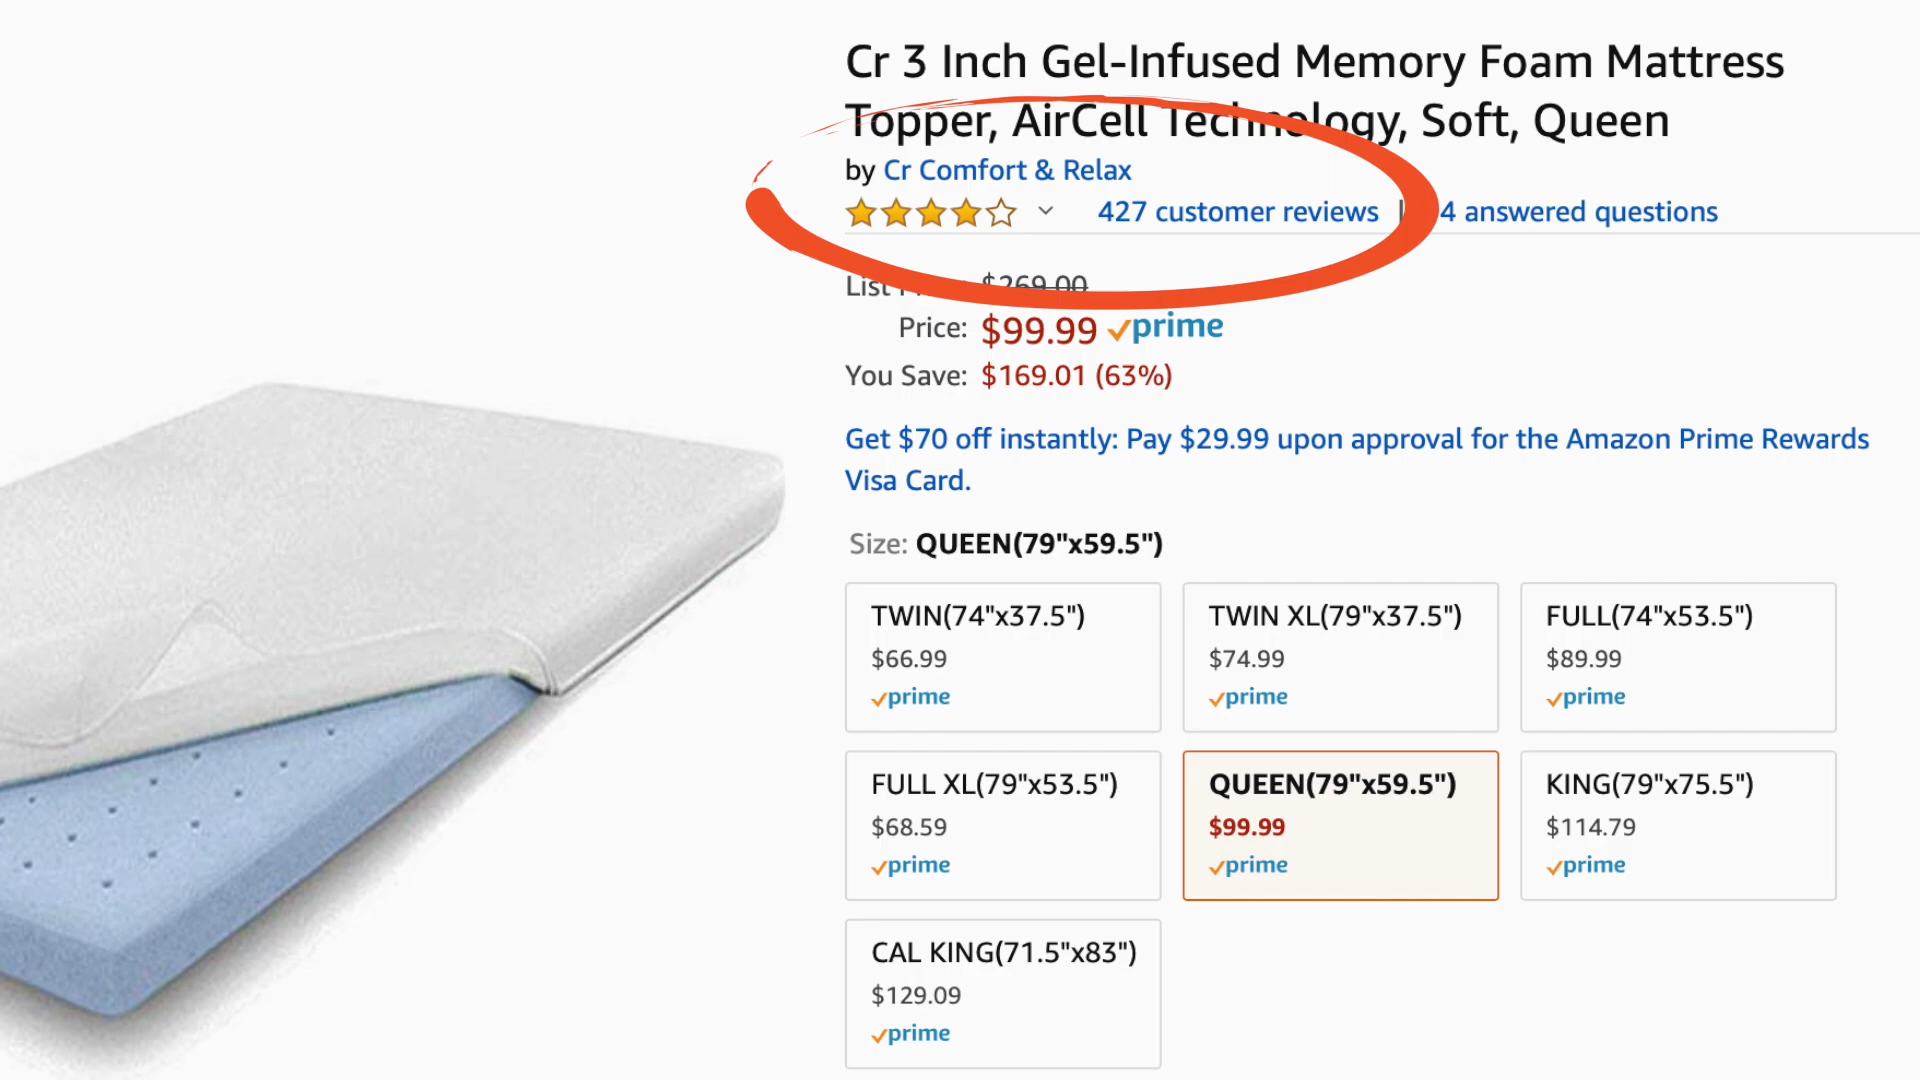 Cr 3 Inch Gel-Infused Memory Foam Mattress
Topper, AirCell Technology, Soft, Queen
by Cr Comfort & Relax
427 customer reviews | 4 answered questions
List $269.00
Price: $99.99 prime
You Save: $169.01 (63%)
Get $70 off instantly: Pay $29.99 upon approval for the Amazon Prime Rewards
Visa Card.
Size: QUEEN(79"x59.5")
TWIN(74"x37.5") TWIN XL(79"x37.5") FULL(74"x53.5")
$66.99 $74.99 $89.99
prime prime prime
FULL XL(79"x53.5") QUEEN(79"x59.5") KING(79"x75.5")
$68.59 $99.99 $114.79
prime prime prime
CAL KING(71.5"x83")
$129.09
prime